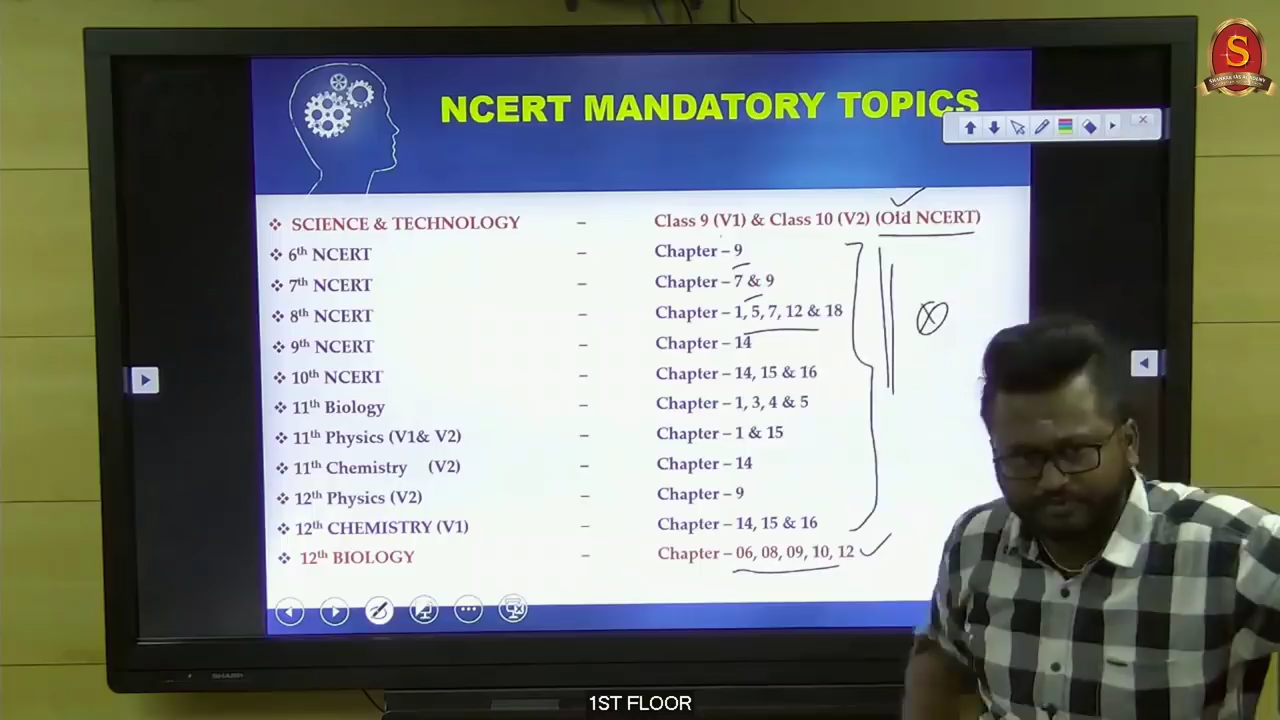 NCERT MANDATORY TOPICS
❖ SCIENCE & TECHNOLOGY – Class 9 (V1) & Class 10 (V2) (Old NCERT)
❖ 6th NCERT – Chapter – 9
❖ 7th NCERT – Chapter – 7 & 9
❖ 8th NCERT – Chapter – 1, 5, 7, 12 & 18
❖ 9th NCERT – Chapter – 14
❖ 10th NCERT – Chapter – 14, 15 & 16
❖ 11th Biology – Chapter – 1, 3, 4 & 5
❖ 11th Physics (V1& V2) – Chapter – 1 & 15
❖ 11th Chemistry (V2) – Chapter – 14
❖ 12th Physics (V2) – Chapter – 9
❖ 12th CHEMISTRY (V1) – Chapter – 14, 15 & 16
❖ 12th BIOLOGY – Chapter – 06, 08, 09, 10, 12
SHARP
1ST FLOOR
S
SHANKAR IAS ACADEMY